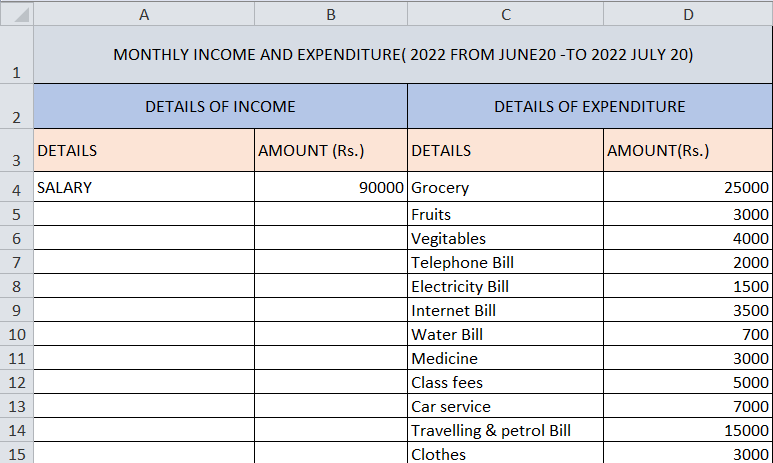 A B C D
1 MONTHLY INCOME AND EXPENDITURE( 2022 FROM JUNE20 -TO 2022 JULY 20)
2 DETAILS OF INCOME DETAILS OF EXPENDITURE
3 DETAILS AMOUNT (Rs.) DETAILS AMOUNT(Rs.)
4 SALARY 90000 Grocery 25000
5 Fruits 3000
6 Vegitables 4000
7 Telephone Bill 2000
8 Electricity Bill 1500
9 Internet Bill 3500
10 Water Bill 700
11 Medicine 3000
12 Class fees 5000
13 Car service 7000
14 Travelling & petrol Bill 15000
15 Clothes 3000